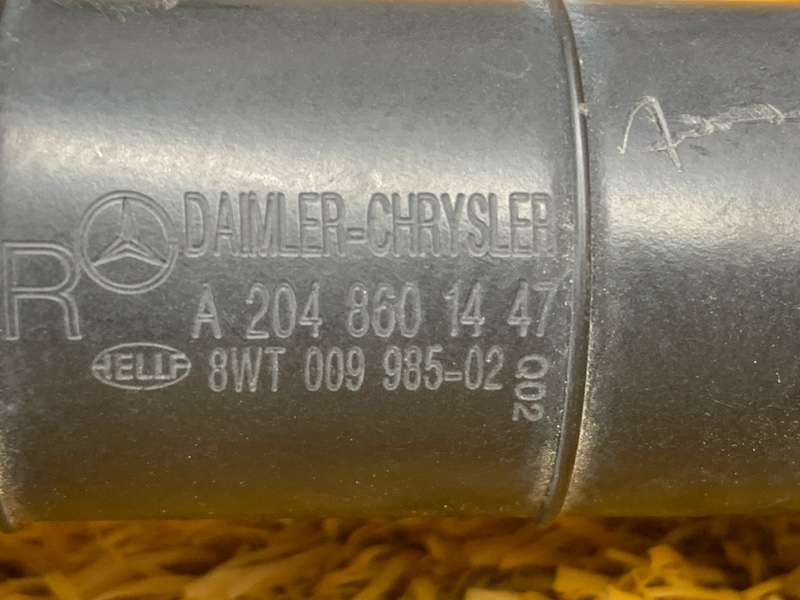 DAIMLER-CHRYSLER
R
A 204 860 14 47
HELLA 8WT 009 985-02
Q02